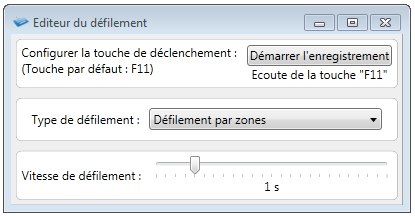 Editeur du défilement
Configurer la touche de déclenchement :
(Touche par défaut : F11)
Démarrer l'enregistrement
Ecoute de la touche "F11"
Type de défilement :
Défilement par zones
Vitesse de défilement :
1 s